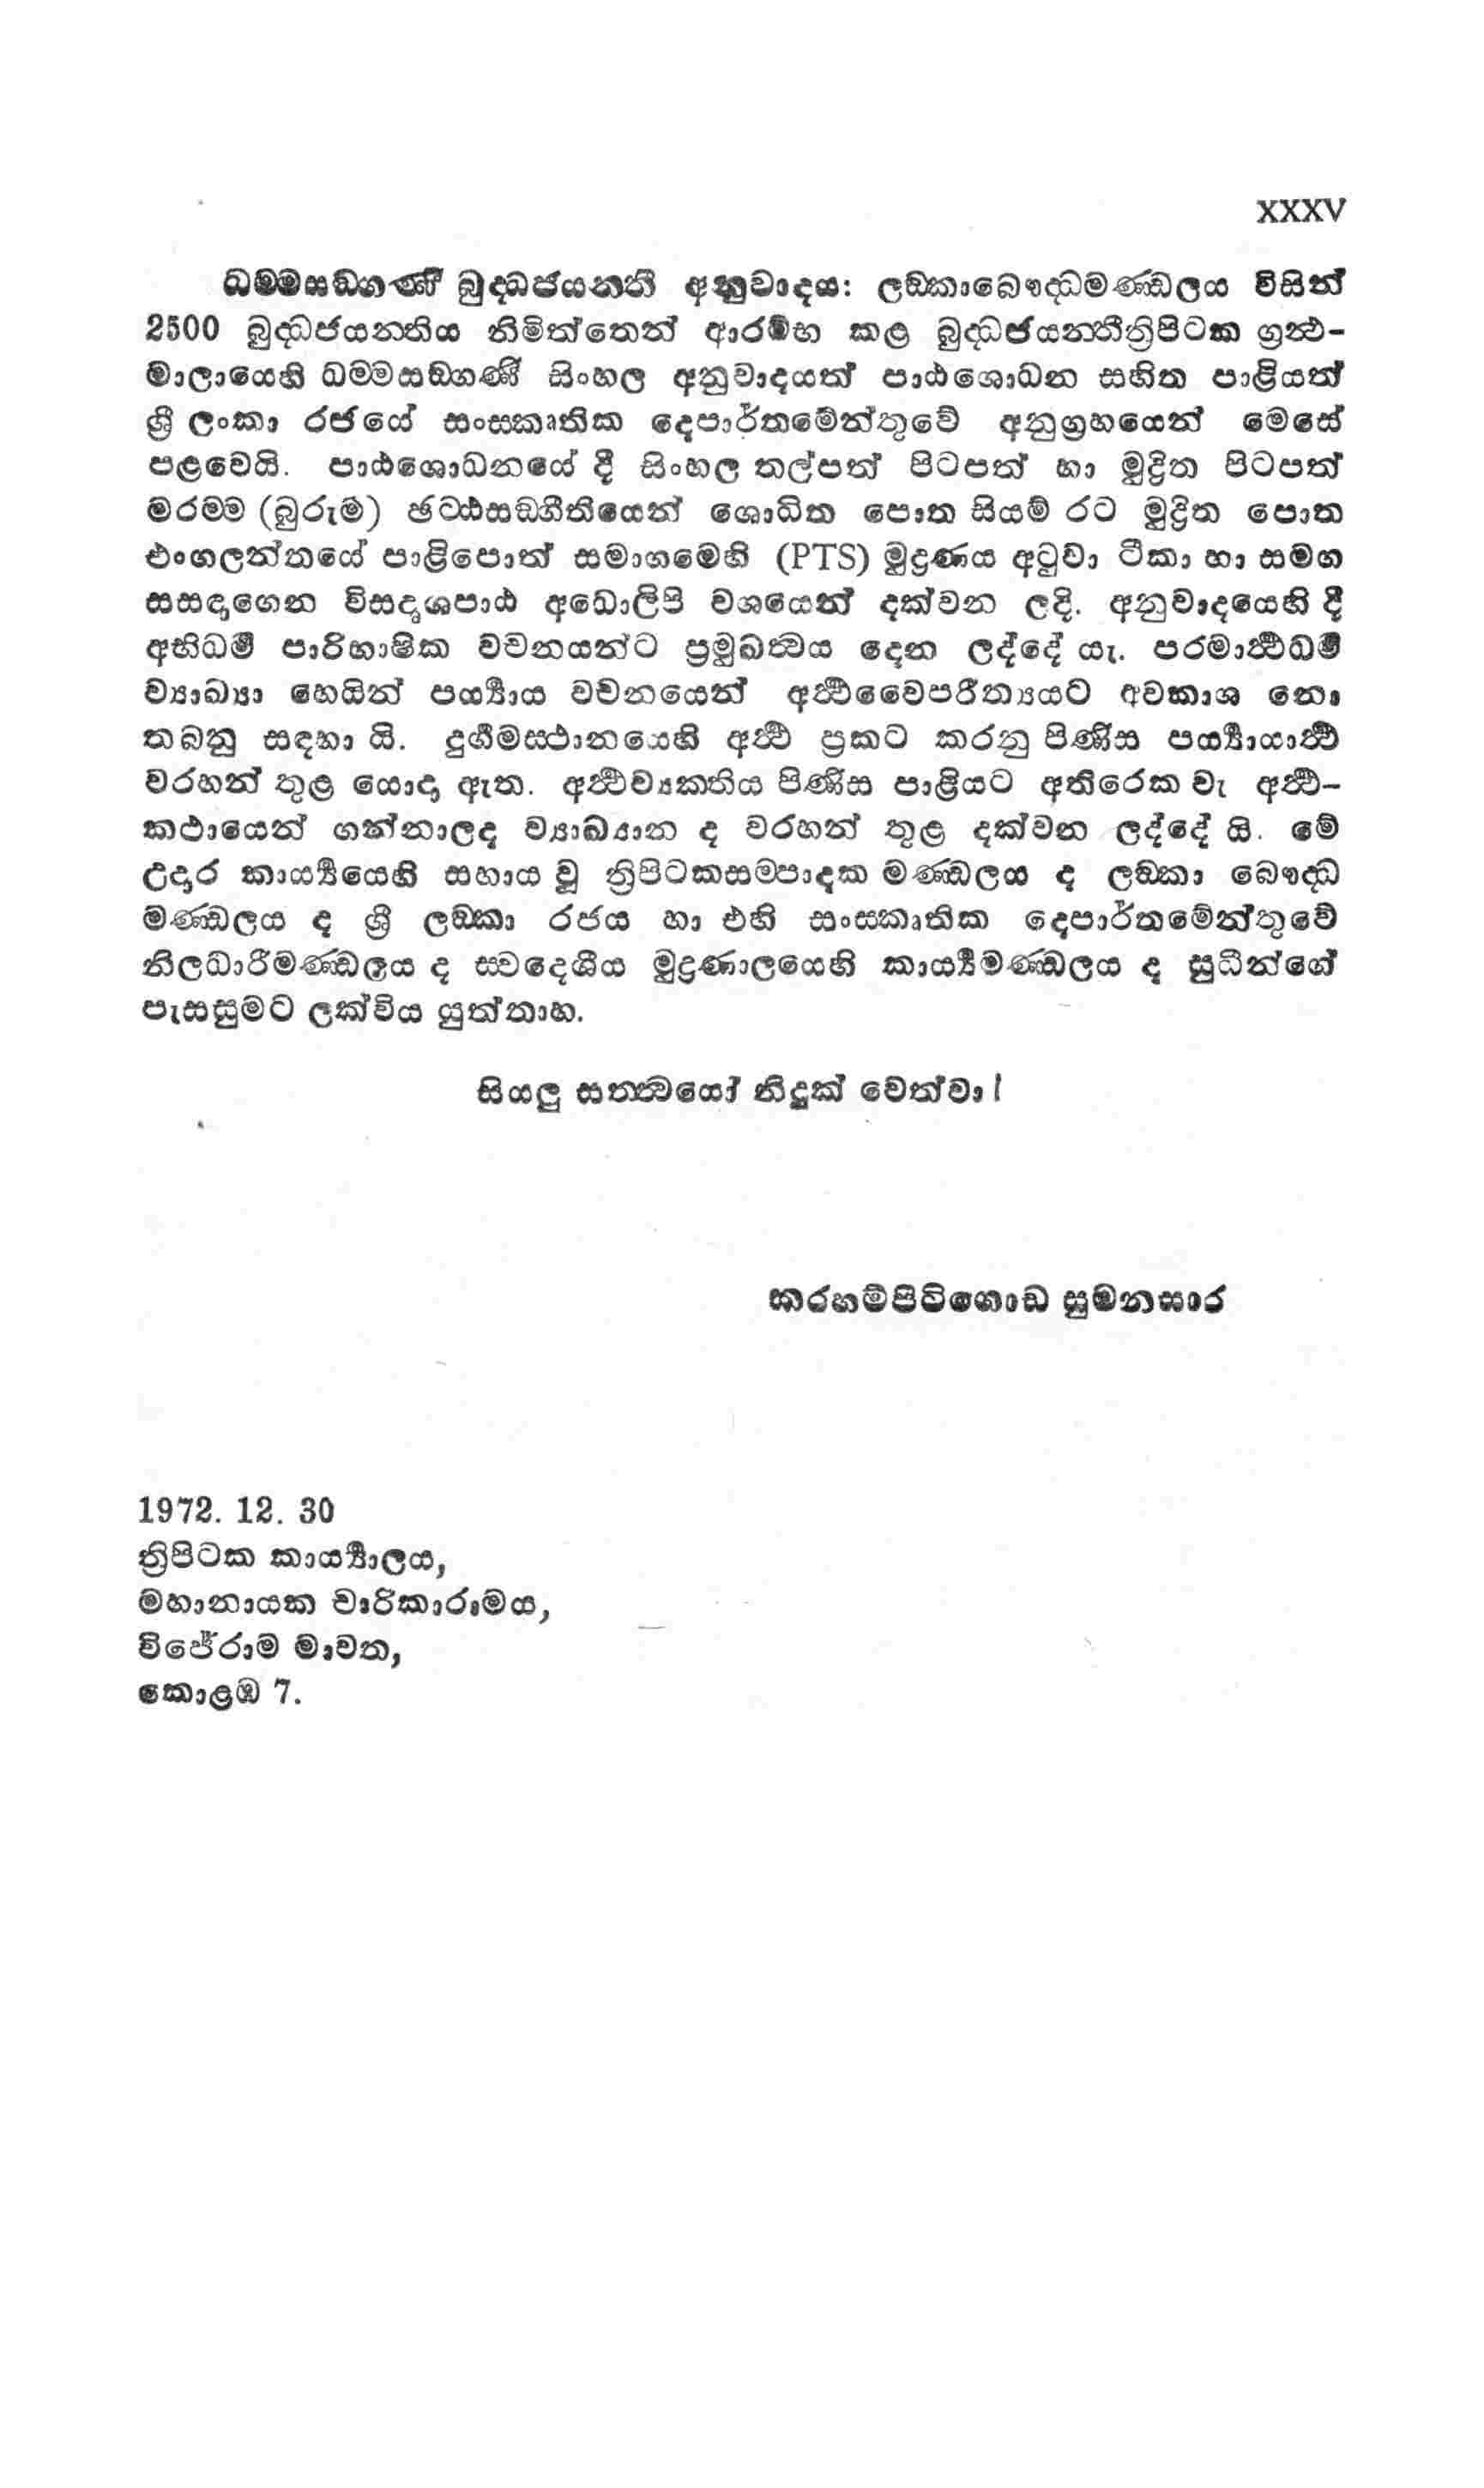 XXXV
ධම්මසඞ්ගණී බුද්ධජයන්තී අනුවාදය: ලඞ්කාබෞද්ධමණ්ඩලය විසින්
2500 බුද්ධජයන්තිය නිමිත්තෙන් ආරම්භ කළ බුද්ධජයන්තීත්‍රිපිටක ග්‍රන්ථ-
මාලායෙහි ධම්මසඞ්ගණී සිංහල අනුවාදයත් පාඨශොධන සහිත පාළියත්
ශ්‍රී ලංකා රජයේ සංස්කෘතික දෙපාර්තමේන්තුවේ අනුග්‍රහයෙන් මෙසේ
පළවෙයි. පාඨශොධනයේ දී සිංහල තල්පත් පිටපත් හා මුද්‍රිත පිටපත්
මරම්ම (බුරුම) ඡට්ඨසඞ්ගීතියෙන් ශොධිත පොත සියම් රට මුද්‍රිත පොත
එංගලන්තයේ පාළිපොත් සමාගමෙහි (PTS) මුද්‍රණය අටුවා ටීකා හා සමග
සසඳාගෙන විසදෘශපාඨ අඩොලිපි වශයෙන් දක්වන ලදි. අනුවාදයෙහි දී
අභිධර්ම පාරිභාෂික වචනයන්ට ප්‍රමුඛත්වය දෙන ලද්දේ යැ. පරමාර්ත්‍ථධර්ම
ව්‍යාඛ්‍යා හෙයින් පර්‍ය්‍යාය වචනයෙන් අර්ත්‍ථවෛපරීත්‍යයට අවකාශ නො
තබනු සඳහා යි. දුර්ගමස්ථානයෙහි අර්ත්‍ථ ප්‍රකට කරනු පිණිස පර්‍ය්‍යායාර්ත්‍ථ
වරහන් තුළ යොදා ඇත. අර්ත්‍ථව්‍යක්තිය පිණිස පාළියට අතිරෙක වැ අර්ත්‍ථ-
කථායෙන් ගන්නාලද ව්‍යාඛ්‍යාන ද වරහන් තුළ දක්වන ලද්දේ යි. මේ
උදාර කාර්‍ය්‍යයෙහි සහාය වූ ත්‍රිපිටකසම්පාදක මණ්ඩලය ද ලඞ්කා බෞද්ධ
මණ්ඩලය ද ශ්‍රී ලඞ්කා රජය හා එහි සංස්කෘතික දෙපාර්තමේන්තුවේ
නිලධාරීමණ්ඩලය ද ස්වදෙශීය මුද්‍රණාලයෙහි කාර්‍ය්‍යමණ්ඩලය ද සුධීන්ගේ
පැසසුමට ලක්විය යුත්තාහ.
සියලු සත්ත්වයෝ නිදුක් වෙත්වා!
කරහම්පිටිගොඩ සුමනසාර
1972. 12. 30
ත්‍රිපිටක කාර්‍ය්‍යාලය,
මහානායක චාරිකාරාමය,
විජේරාම මාවත,
කොළඹ 7.